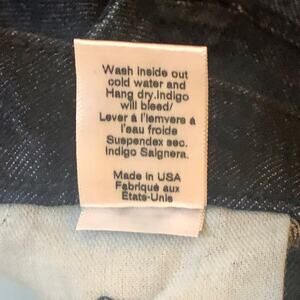 Wash inside out
cold water and
Hang dry.Indigo
will bleed/
Lever á l'iemvers a
l'eau froide
Suspendex sec.
Indigo Saignera.
Made in USA
Fabriqué aux
États-Unis